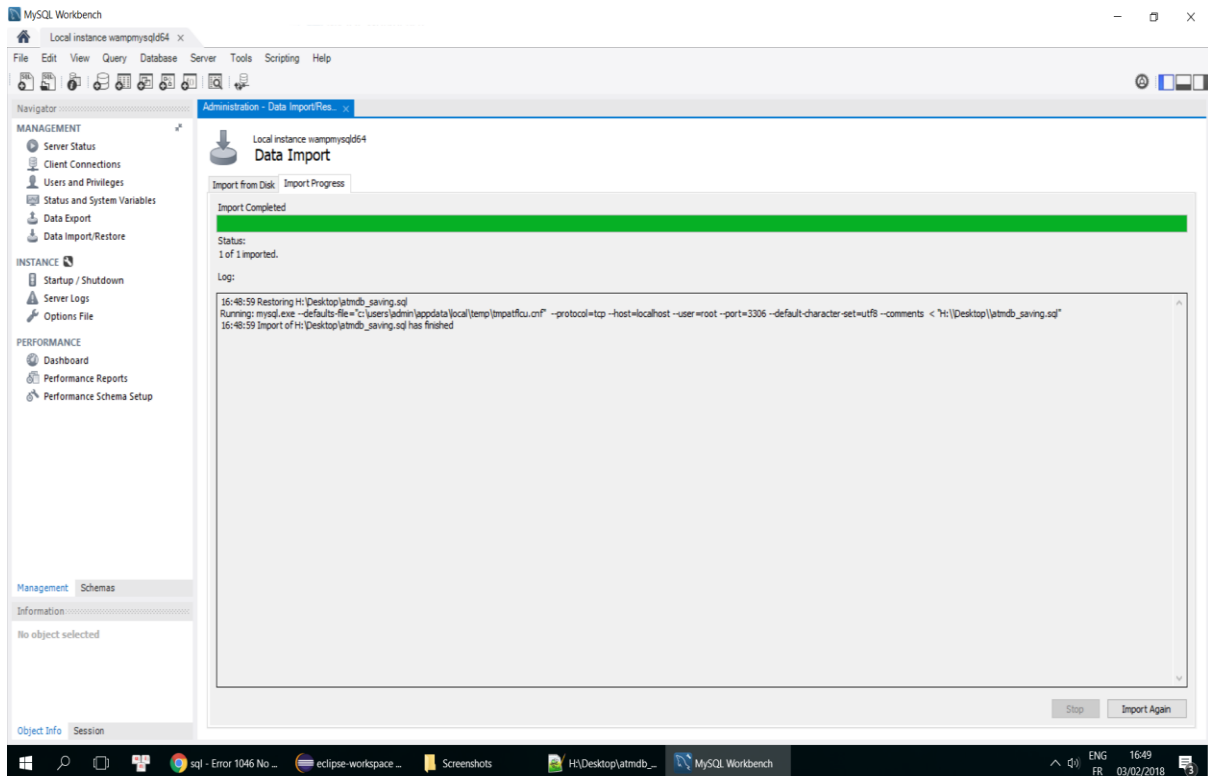 MySQL Workbench
Local instance wampmysqld64
File Edit View Query Database Server Tools Scripting Help
Navigator
MANAGEMENT
Server Status
Client Connections
Users and Privileges
Status and System Variables
Data Export
Data Import/Restore
INSTANCE
Startup / Shutdown
Server Logs
Options File
PERFORMANCE
Dashboard
Performance Reports
Performance Schema Setup
Management Schemas
Information
No object selected
Object Info Session
Administration - Data Import/Res...
Local instance wampmysqld64
Data Import
Import from Disk Import Progress
Import Completed
Status:
1 of 1 imported.
Log:
16:48:59 Restoring H:\Desktop\atmdb_saving.sql
Running: mysql.exe --defaults-file="c:\users\admin\appdata\local\temp\tmpatflcu.cnf" --protocol=tcp --host=localhost --user=root --port=3306 --default-character-set=utf8 --comments < "H:\\Desktop\\atmdb_saving.sql"
16:48:59 Import of H:\Desktop\atmdb_saving.sql has finished
Stop Import Again
sql - Error 1046 No ... eclipse-workspace ... Screenshots H:\Desktop\atmdb_... MySQL Workbench
ENG 16:49
FR 03/02/2018 3